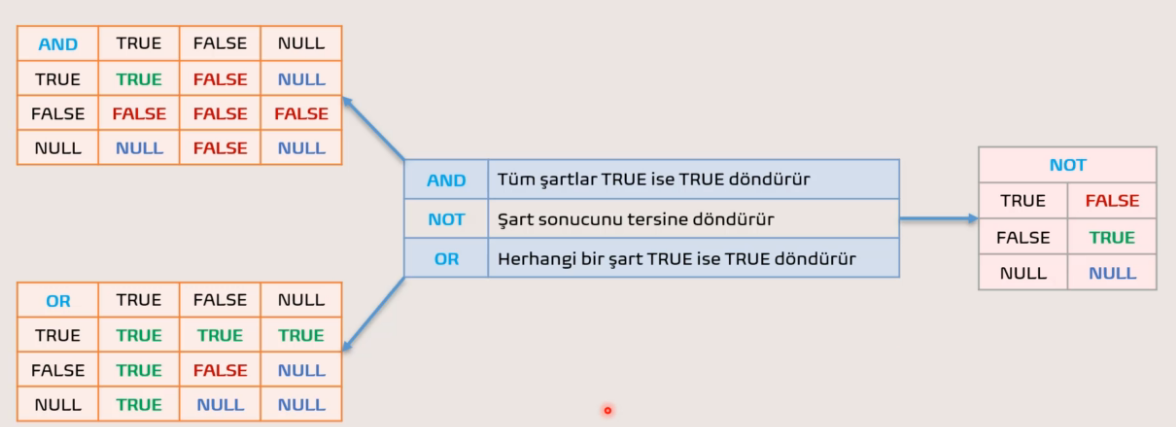 AND TRUE FALSE NULL
TRUE TRUE FALSE NULL
FALSE FALSE FALSE FALSE
NULL NULL FALSE NULL
AND Tüm şartlar TRUE ise TRUE döndürür
NOT Şart sonucunu tersine döndürür
OR Herhangi bir şart TRUE ise TRUE döndürür
NOT
TRUE FALSE
FALSE TRUE
NULL NULL
OR TRUE FALSE NULL
TRUE TRUE TRUE TRUE
FALSE TRUE FALSE NULL
NULL TRUE NULL NULL